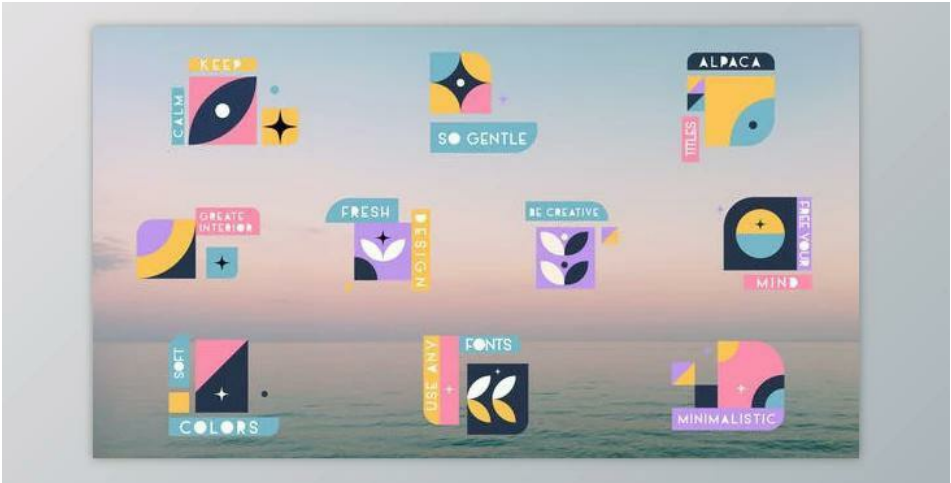 KEEP
CALM
SO GENTLE
ALPACA
TITLES
CREATE
INTERIOR
FRESH
DESIGN
BE CREATIVE
FREE YOUR
MIND
SOFT
COLORS
USE ANY
FONTS
MINIMALISTIC